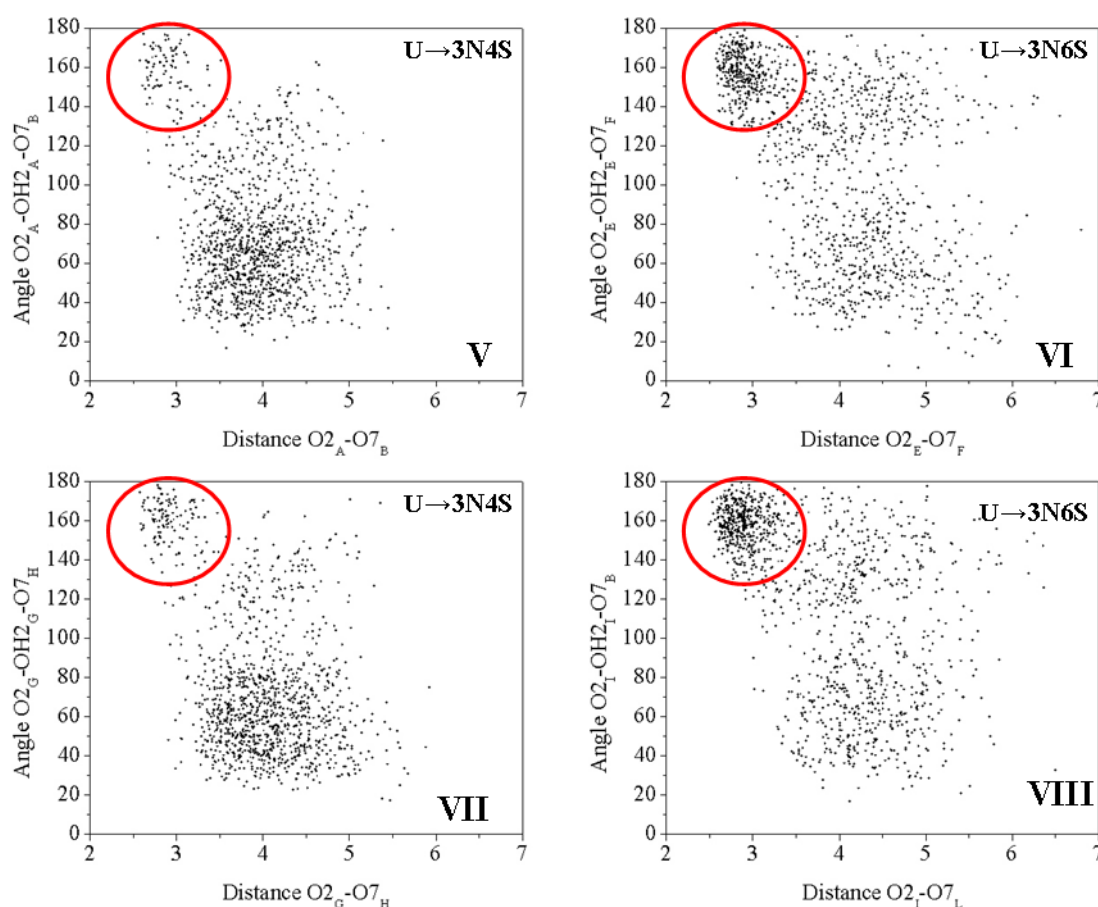 180
160
140
120
100
80
60
40
20
0
Angle O2A-OH2A-O7B
U→3N4S
V
2 3 4 5 6 7
Distance O2A-O7B
180
160
140
120
100
80
60
40
20
0
Angle O2E-OH2E-O7F
U→3N6S
VI
2 3 4 5 6 7
Distance O2E-O7F
180
160
140
120
100
80
60
40
20
0
Angle O2G-OH2G-O7H
U→3N4S
VII
2 3 4 5 6 7
Distance O2G-O7H
180
160
140
120
100
80
60
40
20
0
Angle O2I-OH2I-O7B
U→3N6S
VIII
2 3 4 5 6 7
Distance O2I-O7L